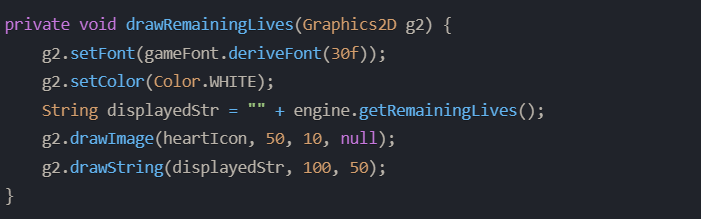 private void drawRemainingLives(Graphics2D g2) {
    g2.setFont(gameFont.deriveFont(30f));
    g2.setColor(Color.WHITE);
    String displayedStr = "" + engine.getRemainingLives();
    g2.drawImage(heartIcon, 50, 10, null);
    g2.drawString(displayedStr, 100, 50);
}